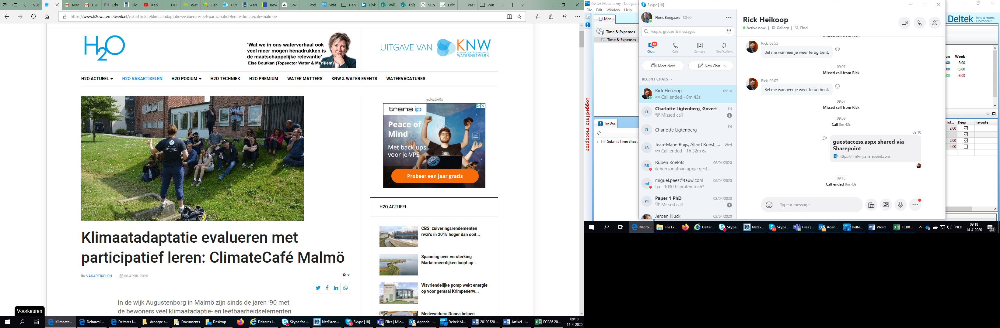 NBS
Mar
Uw
Erke
Digi
Kan
HET
Wat
Den
Klim
Aan
Bev
Gov
Pod
Wat
Can
Link
Vali
This
Sub
Edit
Pres
Wat
https://www.h2owaternetwerk.nl/vakartikelen/klimaatadaptatie-evalueren-met-participatief-leren-climatecafe-malmoe
H2O
'Wat we in ons waterverhaal ook
veel meer mogen benadrukken is
de maatschappelijke relevantie'
Else Boutkan (Topsector Water & Maritiem)
UITGAVE VAN
KNW
KONINKLIJK NEDERLANDS
WATERNETWERK
H2O ACTUEEL
H2O VAKARTIKELEN
H2O PODIUM
H2O TECHNIEK
H2O PREMIUM
WATER MATTERS
KNW & WATER EVENTS
WATERVACATURES
(advertentie)
transip
Peace of
Mind
Met back-ups
voor je VPS
Probeer een jaar gratis
Klimaatadaptatie evalueren met
participatief leren: ClimateCafé Malmö
VAKARTIKELEN
. 06 APRIL 2020
In de wijk Augustenborg in Malmö zijn sinds de jaren '90 met
de bewoners veel klimaatadaptie- en leefbaarheidselementen
Voorkeuren
H2O ACTUEEL
CBS: zuiveringsrendementen
rwzi's in 2018 hoger dan ooit...
Spanning over versterking
Markermeerdijken loopt op...
Visvriendelijke pomp wekt energie
op voor gemaal Krimpenerw...
Medewerkers Dunea helpen
Klimaata...
Deltares i...
Deltares i...
droogte r...
Documents
Desktop
Deltares i...
Skype for ...
NetExten...
Skype [18]
Files | Mic...
Agenda - ...
Deltek M...
20190520 ...
Artikel - ...
FCB86 20...
09:18
14-4-2020
Deltek Maconomy - boogaard
File Edit Window Help
Menu
Time & Expenses
Time & Expenses
Logged into: macoprod
To-Dos
Submit Time Sheet
Skype [18]
Floris Boogaard €0,00
People, groups & messages
18
Chats
Calls
Contacts
Notifications
Meet Now
New Chat
RECENT CHATS
Rick Heikoop 09:16
Call ended - 8m 43s
CL
Charlotte Ligtenberg, Govert ... Fri
Missed call 2
CL
Charlotte Ligtenberg Fri
JB
Jean-Marie Buijs, Allard Roest, ... Wed
Call ended - 1h 32m 6s
RR
Ruben Roelofs 06/04/2020
ik heb jonathan appje gest...
mi
miguel.paez@tauw.com 06/04/2020
tja... 1030 bijpraten toch?
P1
Paper 1 PhD 02/04/2020
Missed call 1
Jeroen Kluck 02/04/2020
Rick Heikoop
Active now | Gallery | Find
Missed call from Rick
Rick, 08:55
Bel me wanneer je weer terug bent.
09:07
Missed call from Rick
Rick, 09:07
Bel me wanneer je weer terug bent.
09:07
Missed call from Rick
09:08
Call 8m 43s
09:10
guestaccess.aspx shared via
Sharepoint
https://hrnl-my.sharepoint.com
09:16
Call ended 8m 43s
Type a message
Deltek Know more.
Do more.™
un Week
:00 8:00
:00 16:00
:00 -8:00
Tot... Keep Favorite
2:00
2:00
4:00
Micro...
File Ex...
Deltar...
Skype...
NetEx...
Skype...
Files | ...
Agen...
Delte...
Word
FCB8...
NLD
09:18
14-4-2020
22